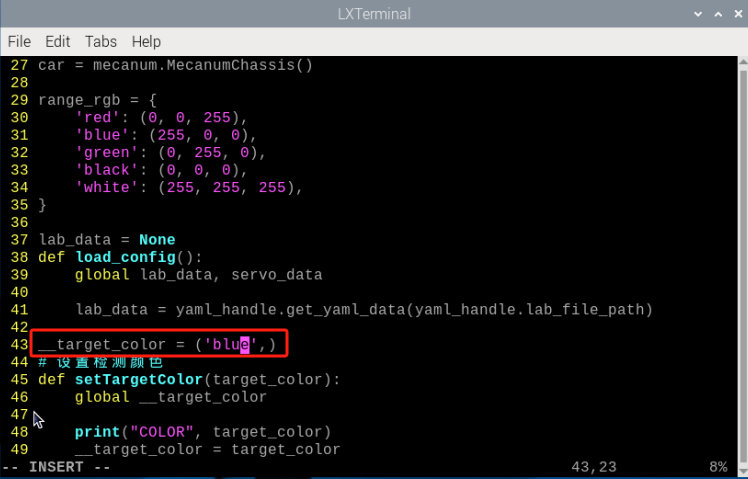 LXTerminal
File Edit Tabs Help
27 car = mecanum.MecanumChassis()
28
29 range_rgb = {
30     'red': (0, 0, 255),
31     'blue': (255, 0, 0),
32     'green': (0, 255, 0),
33     'black': (0, 0, 0),
34     'white': (255, 255, 255),
35 }
36
37 lab_data = None
38 def load_config():
39     global lab_data, servo_data
40
41     lab_data = yaml_handle.get_yaml_data(yaml_handle.lab_file_path)
42
43 __target_color = ('blue',)
44 # 设置检测颜色
45 def setTargetColor(target_color):
46     global __target_color
47
48     print("COLOR", target_color)
49     __target_color = target_color
-- INSERT -- 43,23 8%